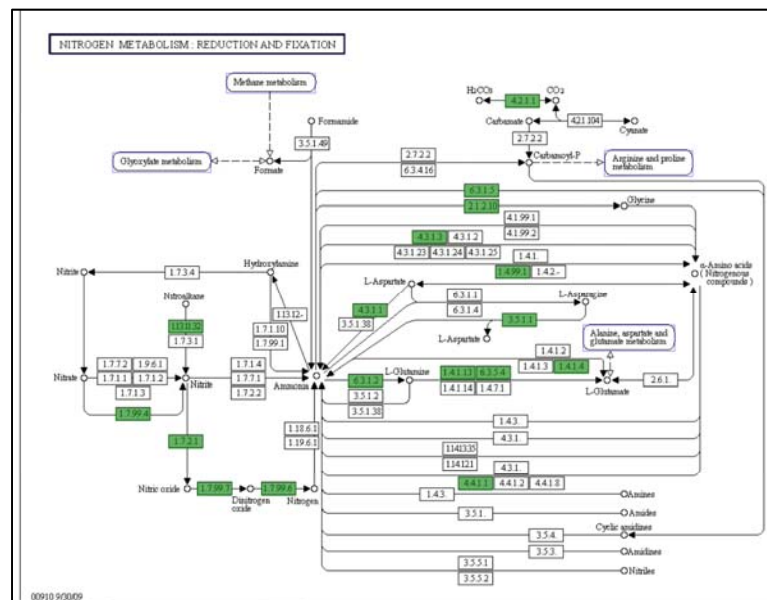 NITROGEN METABOLISM : REDUCTION AND FIXATION
Methane metabolism
H2CO3
4.2.1.1
CO2
Formamide
Carbamate
4.2.1.104
Cyanate
3.5.1.49
2.7.2.2
Glyoxylate metabolism
Formate
2.7.2.2
6.3.4.16
Carbamoyl-P
Arginine and proline
metabolism
6.3.1.5
2.1.2.10
Glycine
4.1.99.1
4.1.99.2
4.3.1.3
4.3.1.2
4.3.1.23
4.3.1.24
4.3.1.25
1.4.1.
1.4.99.1
1.4.2.-
α-Amino acids
( Nitrogenous
compounds )
Nitrite
1.7.3.4
Hydroxylamine
L-Aspartate
Nitroalkane
1.13.12.-
4.3.1.1
3.5.1.38
6.3.1.1
6.3.1.4
L-Asparagine
3.5.1.1
1.13.11.32
1.7.3.1
1.7.1.10
1.7.99.1
L-Aspartate
Alanine, aspartate and
glutamate metabolism
Nitrate
1.7.7.2
1.9.6.1
1.7.1.1
1.7.1.2
1.7.1.3
1.7.99.4
Nitrite
1.7.1.4
1.7.7.1
1.7.2.2
Ammonia
6.3.1.2
3.5.1.2
3.5.1.38
L-Glutamine
1.4.1.13
6.3.5.4
1.4.1.14
1.4.7.1
1.4.1.2
1.4.1.3
1.4.1.4
L-Glutamate
2.6.1.
1.7.2.1
1.18.6.1
1.19.6.1
1.4.3.
4.3.1.
1.14.13.35
1.14.12.1
4.3.1.
4.4.1.1
4.4.1.2
4.4.1.8
Nitric oxide
1.7.99.7
Dinitrogen
oxide
1.7.99.6
Nitrogen
1.4.3.
Amines
3.5.1.
Amides
Cyclic amidines
3.5.4.
3.5.3.
Amidines
3.5.5.1
3.5.5.2
Nitriles
00910 9/30/09